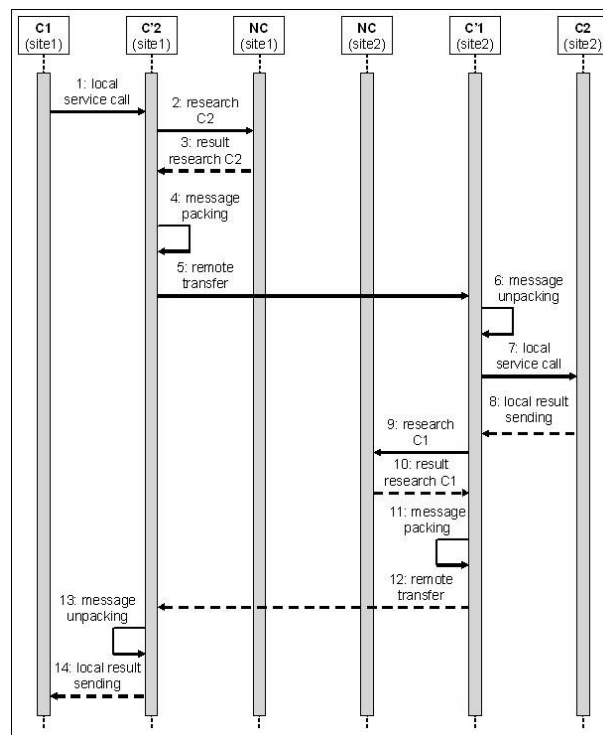 C1
(site1)
C'2
(site1)
NC
(site1)
NC
(site2)
C'1
(site2)
C2
(site2)
1: local
service call
2: research
C2
3: result
research C2
4: message
packing
5: remote
transfer
6: message
unpacking
7: local
service call
8: local result
sending
9: research
C1
10: result
research C1
11: message
packing
12: remote
transfer
13: message
unpacking
14: local result
sending